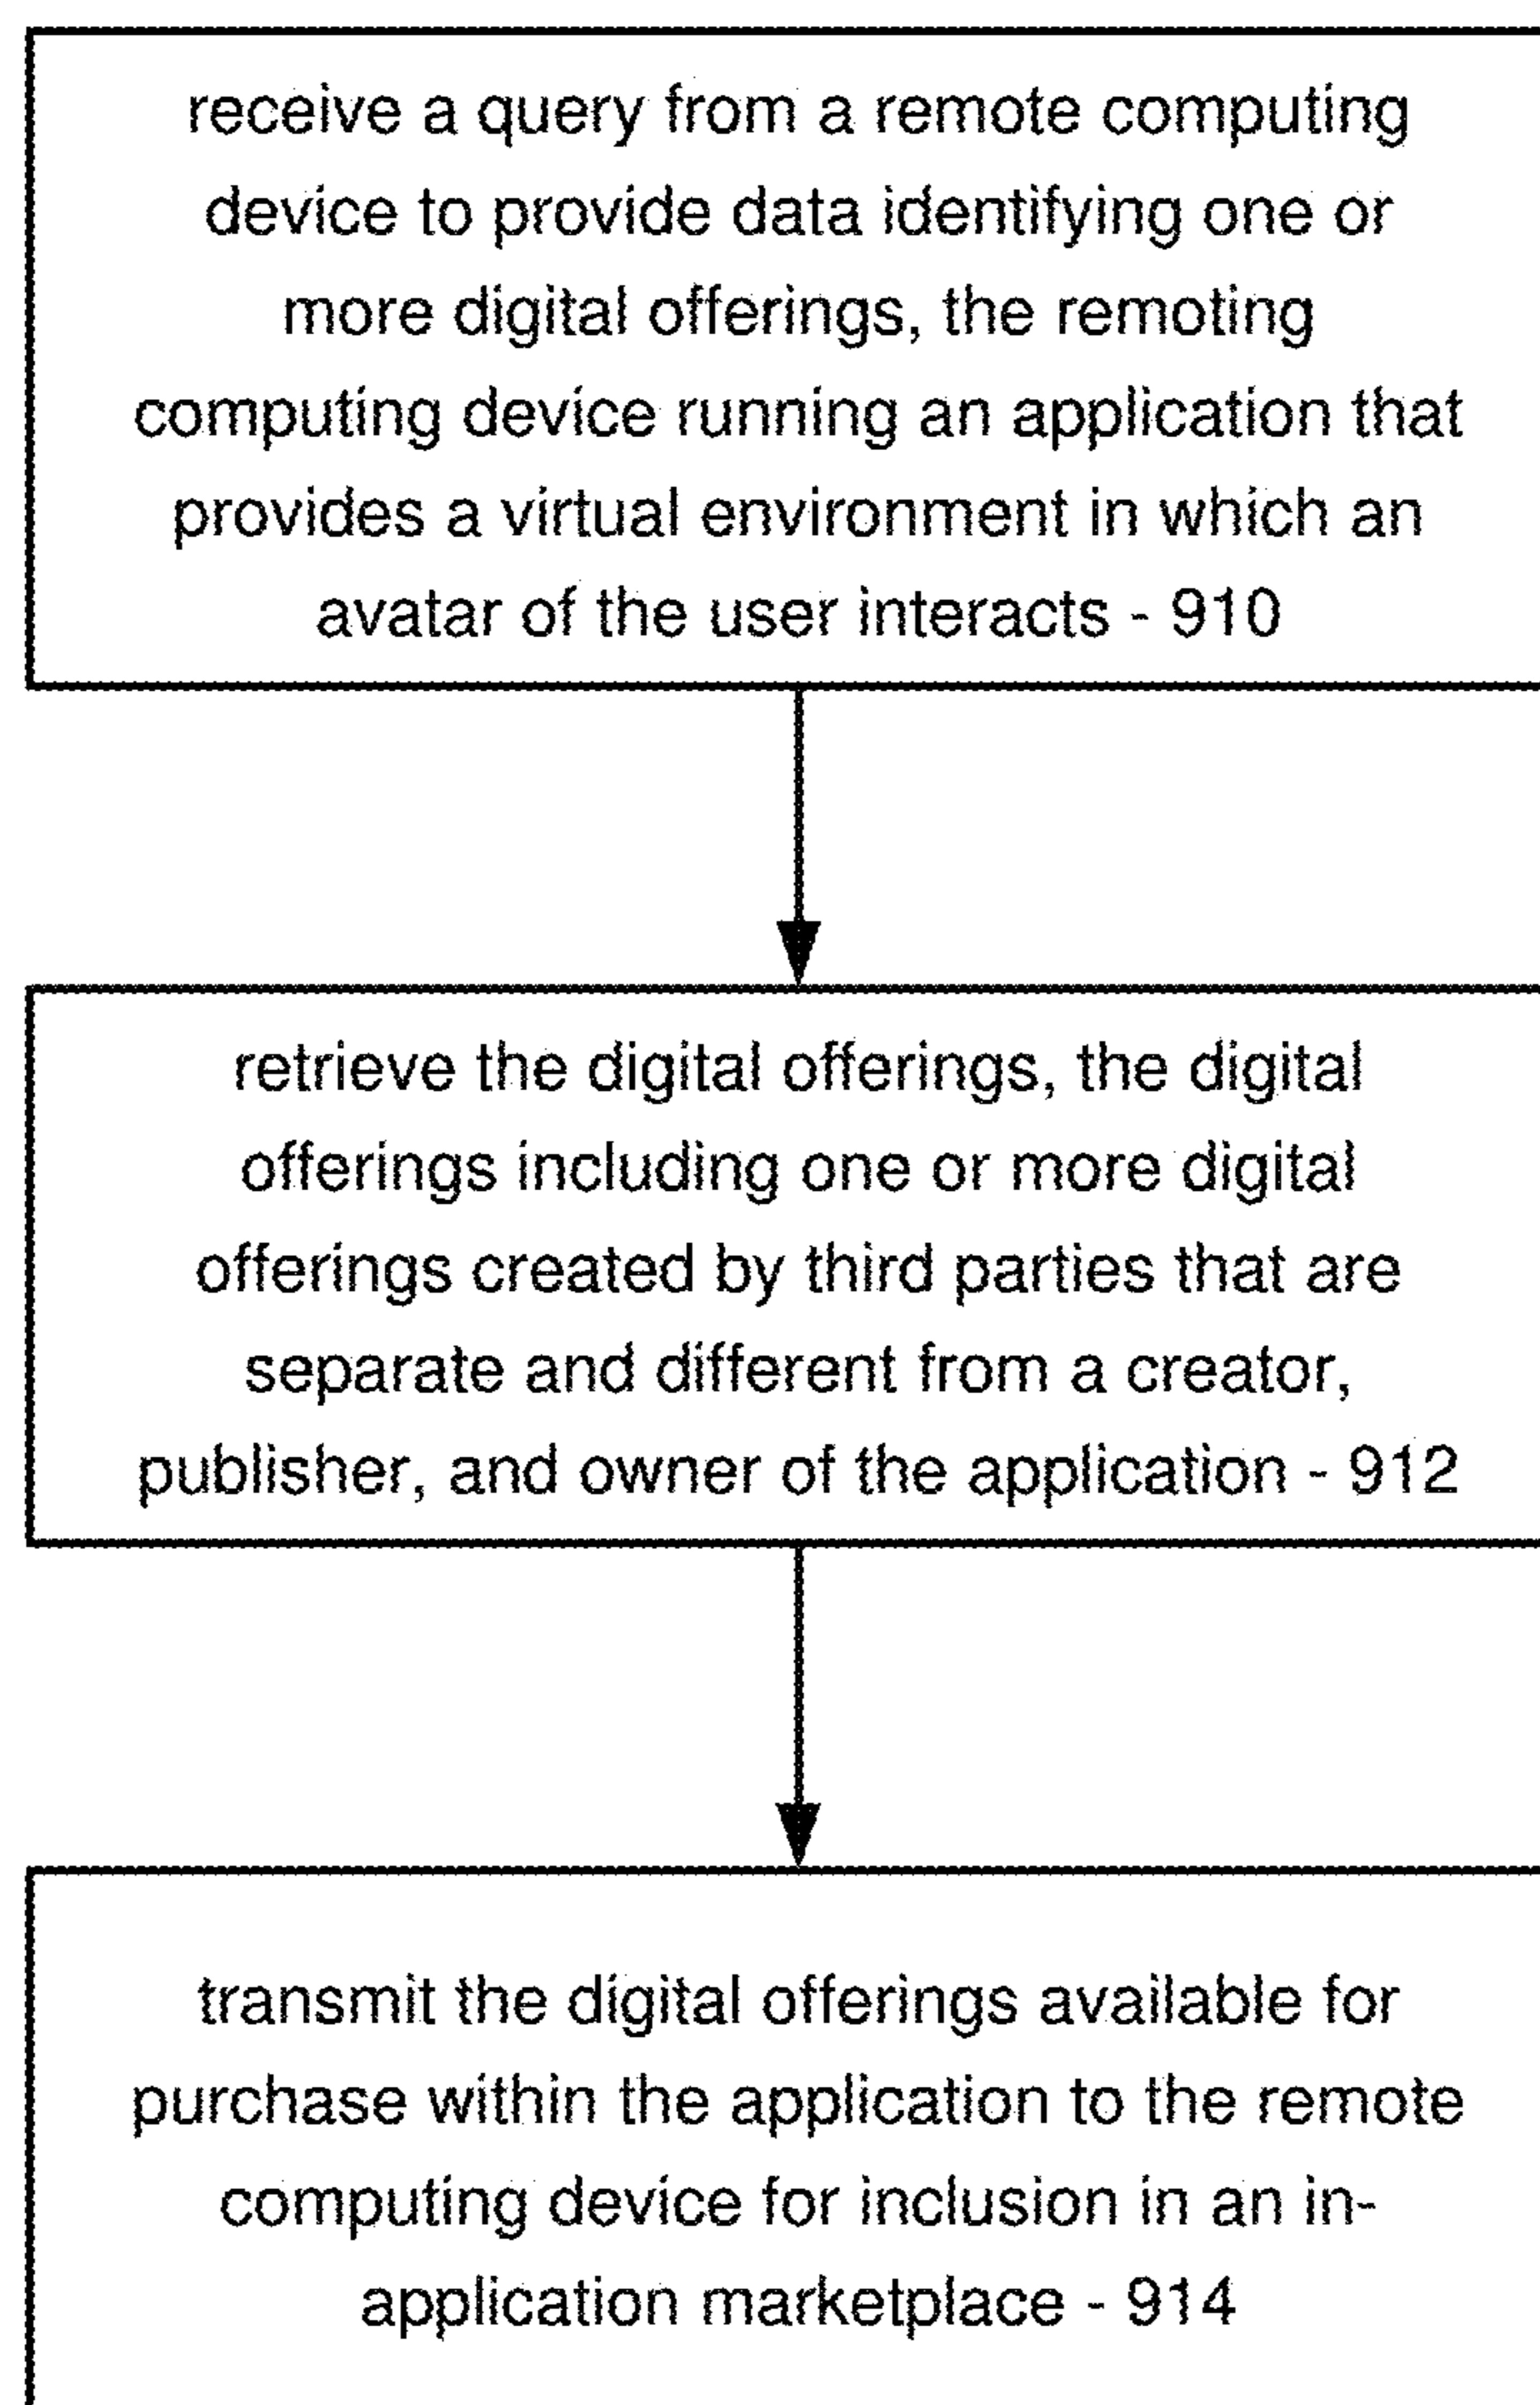 receive a query from a remote computing
device to provide data identifying one or
more digital offerings, the remoting
computing device running an application that
provides a virtual environment in which an
avatar of the user interacts - 910
retrieve the digital offerings, the digital
offerings including one or more digital
offerings created by third parties that are
separate and different from a creator,
publisher, and owner of the application - 912
transmit the digital offerings available for
purchase within the application to the remote
computing device for inclusion in an in-
application marketplace - 914